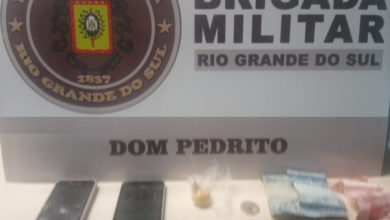 BRIGADA
MILITAR
RIO GRANDE DO SUL
RIO GRANDE DO SUL
1837
DOM PEDRITO